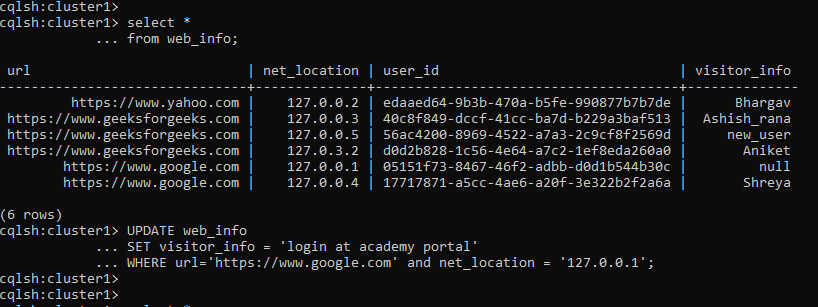 cqlsh:cluster1>
cqlsh:cluster1> select *
... from web_info;
url | net_location | user_id | visitor_info
-------------------------------+--------------+--------------------------------------+--------------
https://www.yahoo.com | 127.0.0.2 | edaaed64-9b3b-470a-b5fe-990877b7b7de | Bhargav
https://www.geeksforgeeks.com | 127.0.0.3 | 40c8f849-dccf-41cc-ba7d-b229a3baf513 | Ashish_rana
https://www.geeksforgeeks.com | 127.0.0.5 | 56ac4200-8969-4522-a7a3-2c9cf8f2569d | new_user
https://www.geeksforgeeks.com | 127.0.3.2 | d0d2b828-1c56-4e64-a7c2-1ef8eda260a0 | Aniket
https://www.google.com | 127.0.0.1 | 05151f73-8467-46f2-adbb-d0d1b544b30c | null
https://www.google.com | 127.0.0.4 | 17717871-a5cc-4ae6-a20f-3e322b2f2a6a | Shreya
(6 rows)
cqlsh:cluster1> UPDATE web_info
... SET visitor_info = 'login at academy portal'
... WHERE url='https://www.google.com' and net_location = '127.0.0.1';
cqlsh:cluster1>
cqlsh:cluster1>